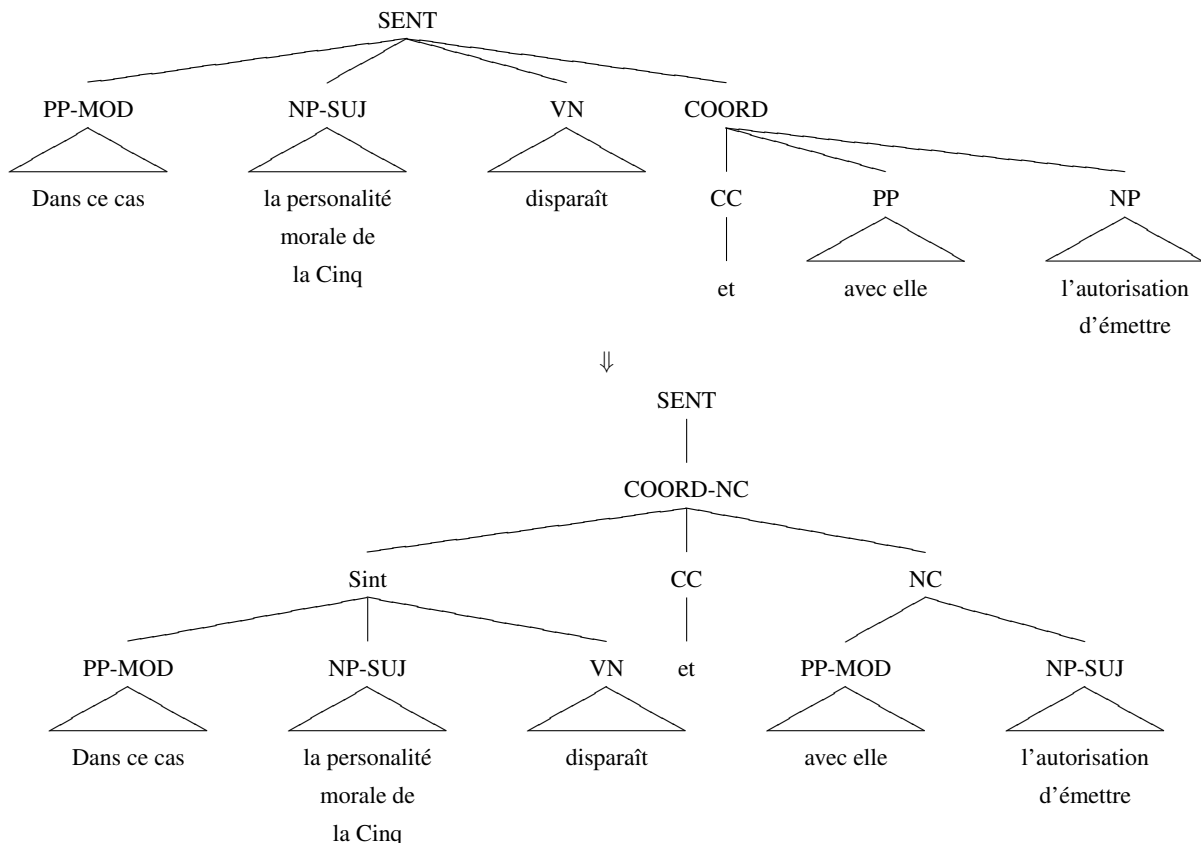 SENT
PP-MOD NP-SUJ VN COORD
Dans ce cas la personalité disparaît CC PP NP
morale de
la Cinq et avec elle l'autorisation
d'émettre
⇓
SENT
COORD-NC
Sint CC NC
PP-MOD NP-SUJ VN et PP-MOD NP-SUJ
Dans ce cas la personalité disparaît avec elle l'autorisation
morale de d'émettre
la Cinq